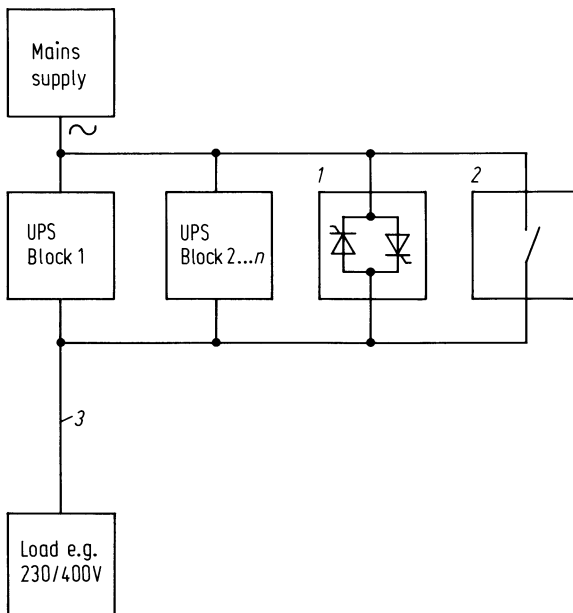 Mains
supply
~
1
2
UPS
Block 1
UPS
Block 2...n
3
Load e.g.
230/400V